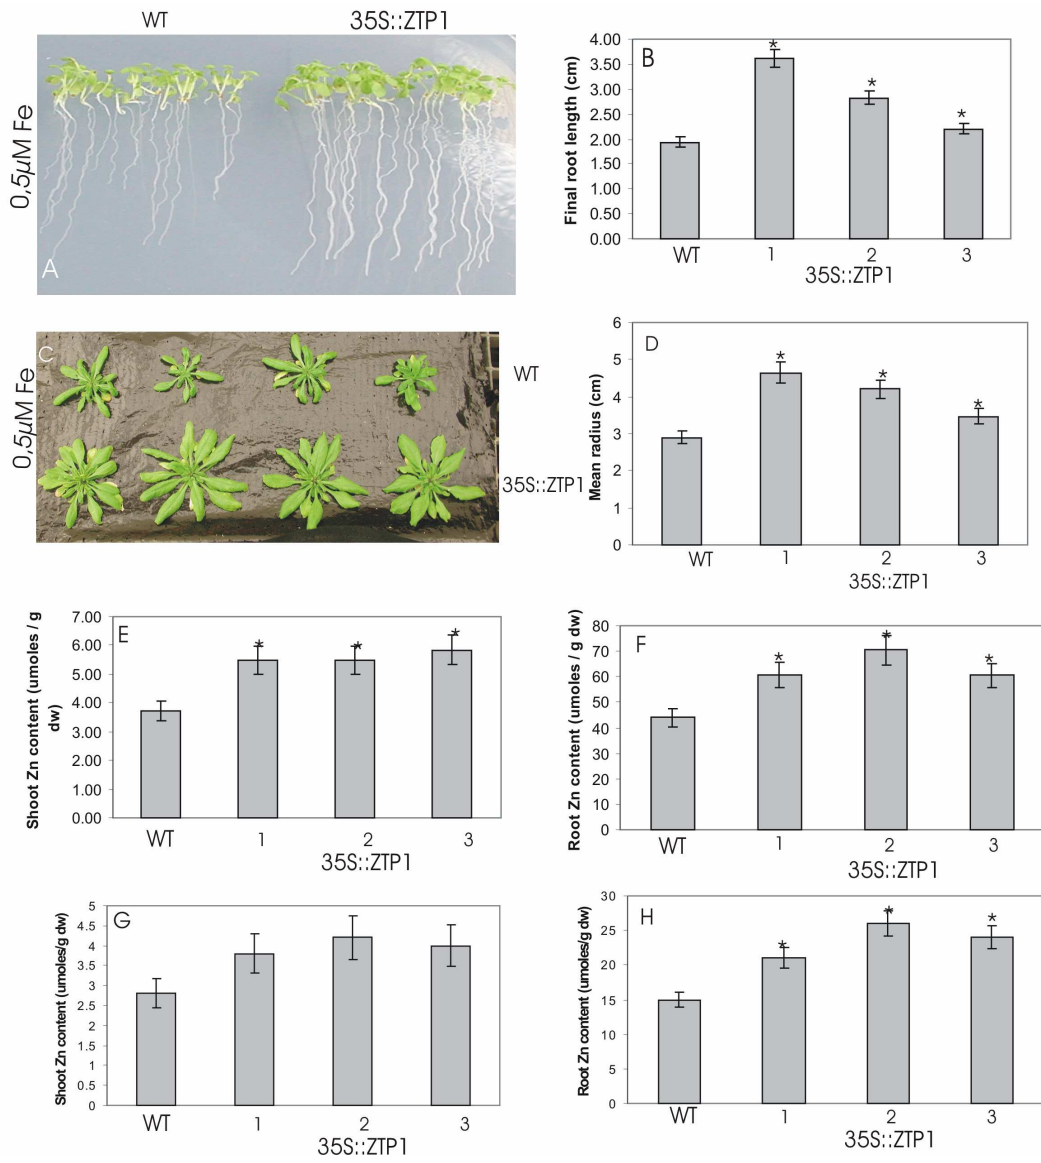 WT 35S::ZTP1
0,5µM Fe
A
B
Final root length (cm)
4.00
3.50
3.00
2.50
2.00
1.50
1.00
0.50
0.00
* * *
WT 1 2 3
35S::ZTP1
0,5µM Fe
C
WT
35S::ZTP1
D
Mean radius (cm)
6
5
4
3
2
1
0
* * *
WT 1 2 3
35S::ZTP1
E
Shoot Zn content (umoles / g
dw)
7.00
6.00
5.00
4.00
3.00
2.00
1.00
0.00
* * *
WT 1 2 3
35S::ZTP1
F
Root Zn content (umoles / g dw)
80
70
60
50
40
30
20
10
0
* * *
WT 1 2 3
35S::ZTP1
G
Shoot Zn content (umoles/g dw)
5
4.5
4
3.5
3
2.5
2
1.5
1
0.5
0
WT 1 2 3
35S::ZTP1
H
Root Zn content (umoles/g dw)
30
25
20
15
10
5
0
* * *
WT 1 2 3
35S::ZTP1